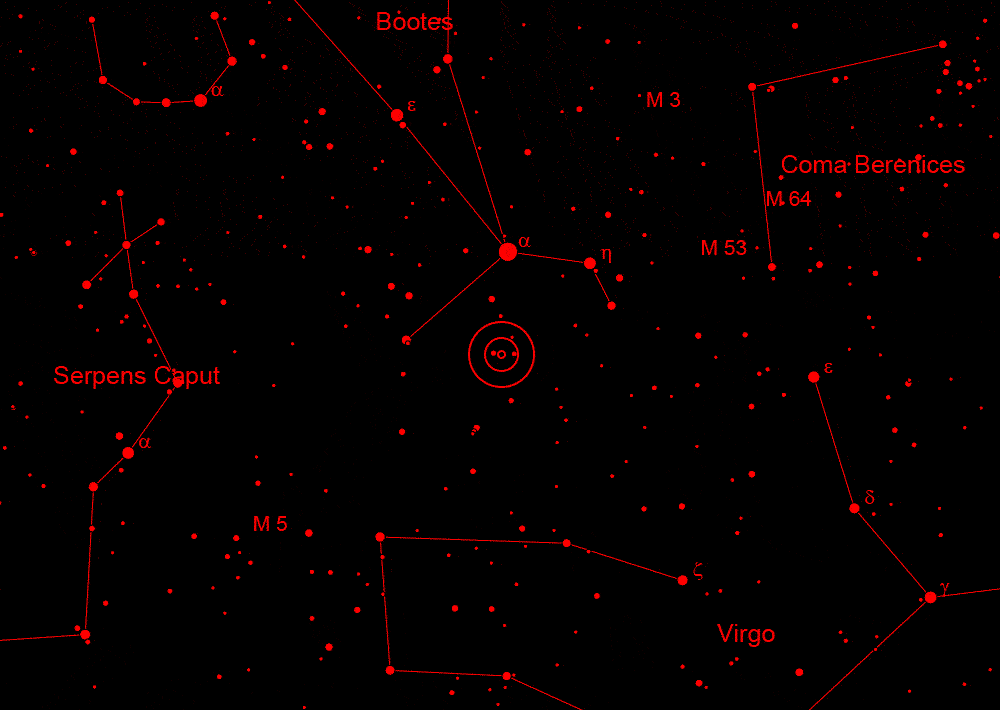 Bootes
α
ε
M 3
Coma Berenices
M 64
α
η
M 53
Serpens Caput
ε
α
δ
M 5
ζ
γ
Virgo